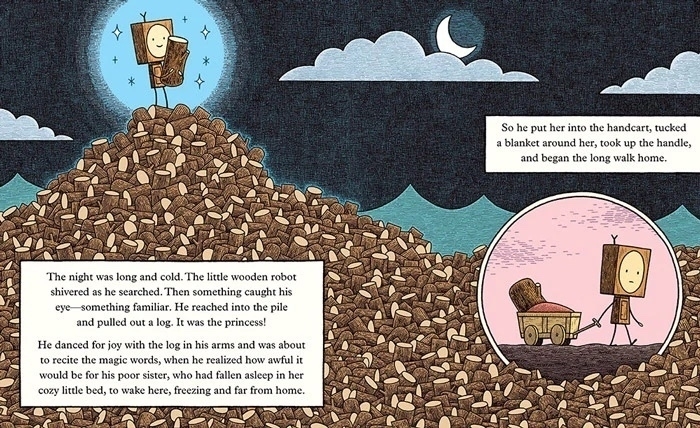 The night was long and cold. The little wooden robot
shivered as he searched. Then something caught his
eye—something familiar. He reached into the pile
and pulled out a log. It was the princess!
He danced for joy with the log in his arms and was about
to recite the magic words, when he realized how awful it
would be for his poor sister, who had fallen asleep in her
cozy little bed, to wake here, freezing and far from home.
So he put her into the handcart, tucked
a blanket around her, took up the handle,
and began the long walk home.